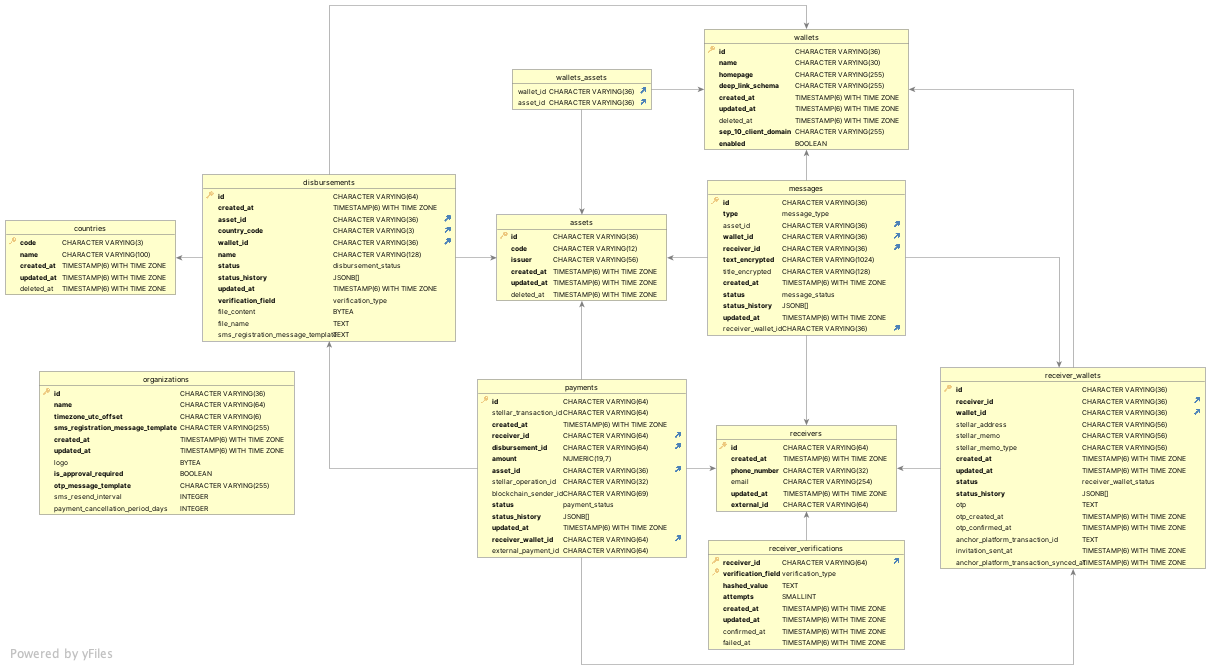 wallets
id CHARACTER VARYING(36)
name CHARACTER VARYING(30)
homepage CHARACTER VARYING(255)
deep_link_schema CHARACTER VARYING(255)
created_at TIMESTAMP(6) WITH TIME ZONE
updated_at TIMESTAMP(6) WITH TIME ZONE
deleted_at TIMESTAMP(6) WITH TIME ZONE
sep_10_client_domain CHARACTER VARYING(255)
enabled BOOLEAN
wallets_assets
wallet_id CHARACTER VARYING(36)
asset_id CHARACTER VARYING(36)
disbursements
id CHARACTER VARYING(64)
created_at TIMESTAMP(6) WITH TIME ZONE
asset_id CHARACTER VARYING(36)
country_code CHARACTER VARYING(3)
wallet_id CHARACTER VARYING(36)
name CHARACTER VARYING(128)
status disbursement_status
status_history JSONB[]
updated_at TIMESTAMP(6) WITH TIME ZONE
verification_field verification_type
file_content BYTEA
file_name TEXT
sms_registration_message_template TEXT
messages
id CHARACTER VARYING(36)
type message_type
asset_id CHARACTER VARYING(36)
wallet_id CHARACTER VARYING(36)
receiver_id CHARACTER VARYING(36)
text_encrypted CHARACTER VARYING(1024)
title_encrypted CHARACTER VARYING(128)
created_at TIMESTAMP(6) WITH TIME ZONE
status message_status
status_history JSONB[]
updated_at TIMESTAMP(6) WITH TIME ZONE
receiver_wallet_id CHARACTER VARYING(36)
countries
code CHARACTER VARYING(3)
name CHARACTER VARYING(100)
created_at TIMESTAMP(6) WITH TIME ZONE
updated_at TIMESTAMP(6) WITH TIME ZONE
deleted_at TIMESTAMP(6) WITH TIME ZONE
assets
id CHARACTER VARYING(36)
code CHARACTER VARYING(12)
issuer CHARACTER VARYING(56)
created_at TIMESTAMP(6) WITH TIME ZONE
updated_at TIMESTAMP(6) WITH TIME ZONE
deleted_at TIMESTAMP(6) WITH TIME ZONE
organizations
id CHARACTER VARYING(36)
name CHARACTER VARYING(64)
timezone_utc_offset CHARACTER VARYING(6)
sms_registration_message_template CHARACTER VARYING(255)
created_at TIMESTAMP(6) WITH TIME ZONE
updated_at TIMESTAMP(6) WITH TIME ZONE
logo BYTEA
is_approval_required BOOLEAN
otp_message_template CHARACTER VARYING(255)
sms_resend_interval INTEGER
payment_cancellation_period_days INTEGER
payments
id CHARACTER VARYING(64)
stellar_transaction_id CHARACTER VARYING(64)
created_at TIMESTAMP(6) WITH TIME ZONE
receiver_id CHARACTER VARYING(64)
disbursement_id CHARACTER VARYING(64)
amount NUMERIC(19,7)
asset_id CHARACTER VARYING(36)
stellar_operation_id CHARACTER VARYING(32)
blockchain_sender_id CHARACTER VARYING(69)
status payment_status
status_history JSONB[]
updated_at TIMESTAMP(6) WITH TIME ZONE
receiver_wallet_id CHARACTER VARYING(64)
external_payment_id CHARACTER VARYING(64)
receivers
id CHARACTER VARYING(64)
created_at TIMESTAMP(6) WITH TIME ZONE
phone_number CHARACTER VARYING(32)
email CHARACTER VARYING(254)
updated_at TIMESTAMP(6) WITH TIME ZONE
external_id CHARACTER VARYING(64)
receiver_wallets
id CHARACTER VARYING(36)
receiver_id CHARACTER VARYING(36)
wallet_id CHARACTER VARYING(36)
stellar_address CHARACTER VARYING(56)
stellar_memo CHARACTER VARYING(56)
stellar_memo_type CHARACTER VARYING(56)
created_at TIMESTAMP(6) WITH TIME ZONE
updated_at TIMESTAMP(6) WITH TIME ZONE
status receiver_wallet_status
status_history JSONB[]
otp TEXT
otp_created_at TIMESTAMP(6) WITH TIME ZONE
otp_confirmed_at TIMESTAMP(6) WITH TIME ZONE
anchor_platform_transaction_id TEXT
invitation_sent_at TIMESTAMP(6) WITH TIME ZONE
anchor_platform_transaction_synced_at TIMESTAMP(6) WITH TIME ZONE
receiver_verifications
receiver_id CHARACTER VARYING(64)
verification_field verification_type
hashed_value TEXT
attempts SMALLINT
created_at TIMESTAMP(6) WITH TIME ZONE
updated_at TIMESTAMP(6) WITH TIME ZONE
confirmed_at TIMESTAMP(6) WITH TIME ZONE
failed_at TIMESTAMP(6) WITH TIME ZONE
Powered by yFiles